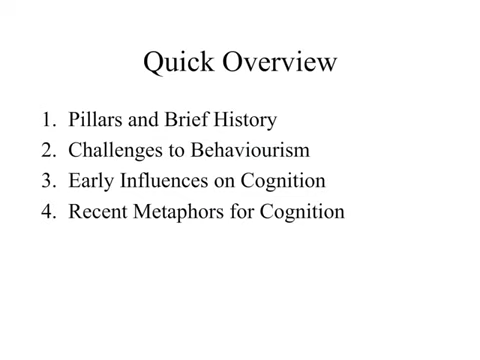 Quick Overview
1. Pillars and Brief History
2. Challenges to Behaviourism
3. Early Influences on Cognition
4. Recent Metaphors for Cognition